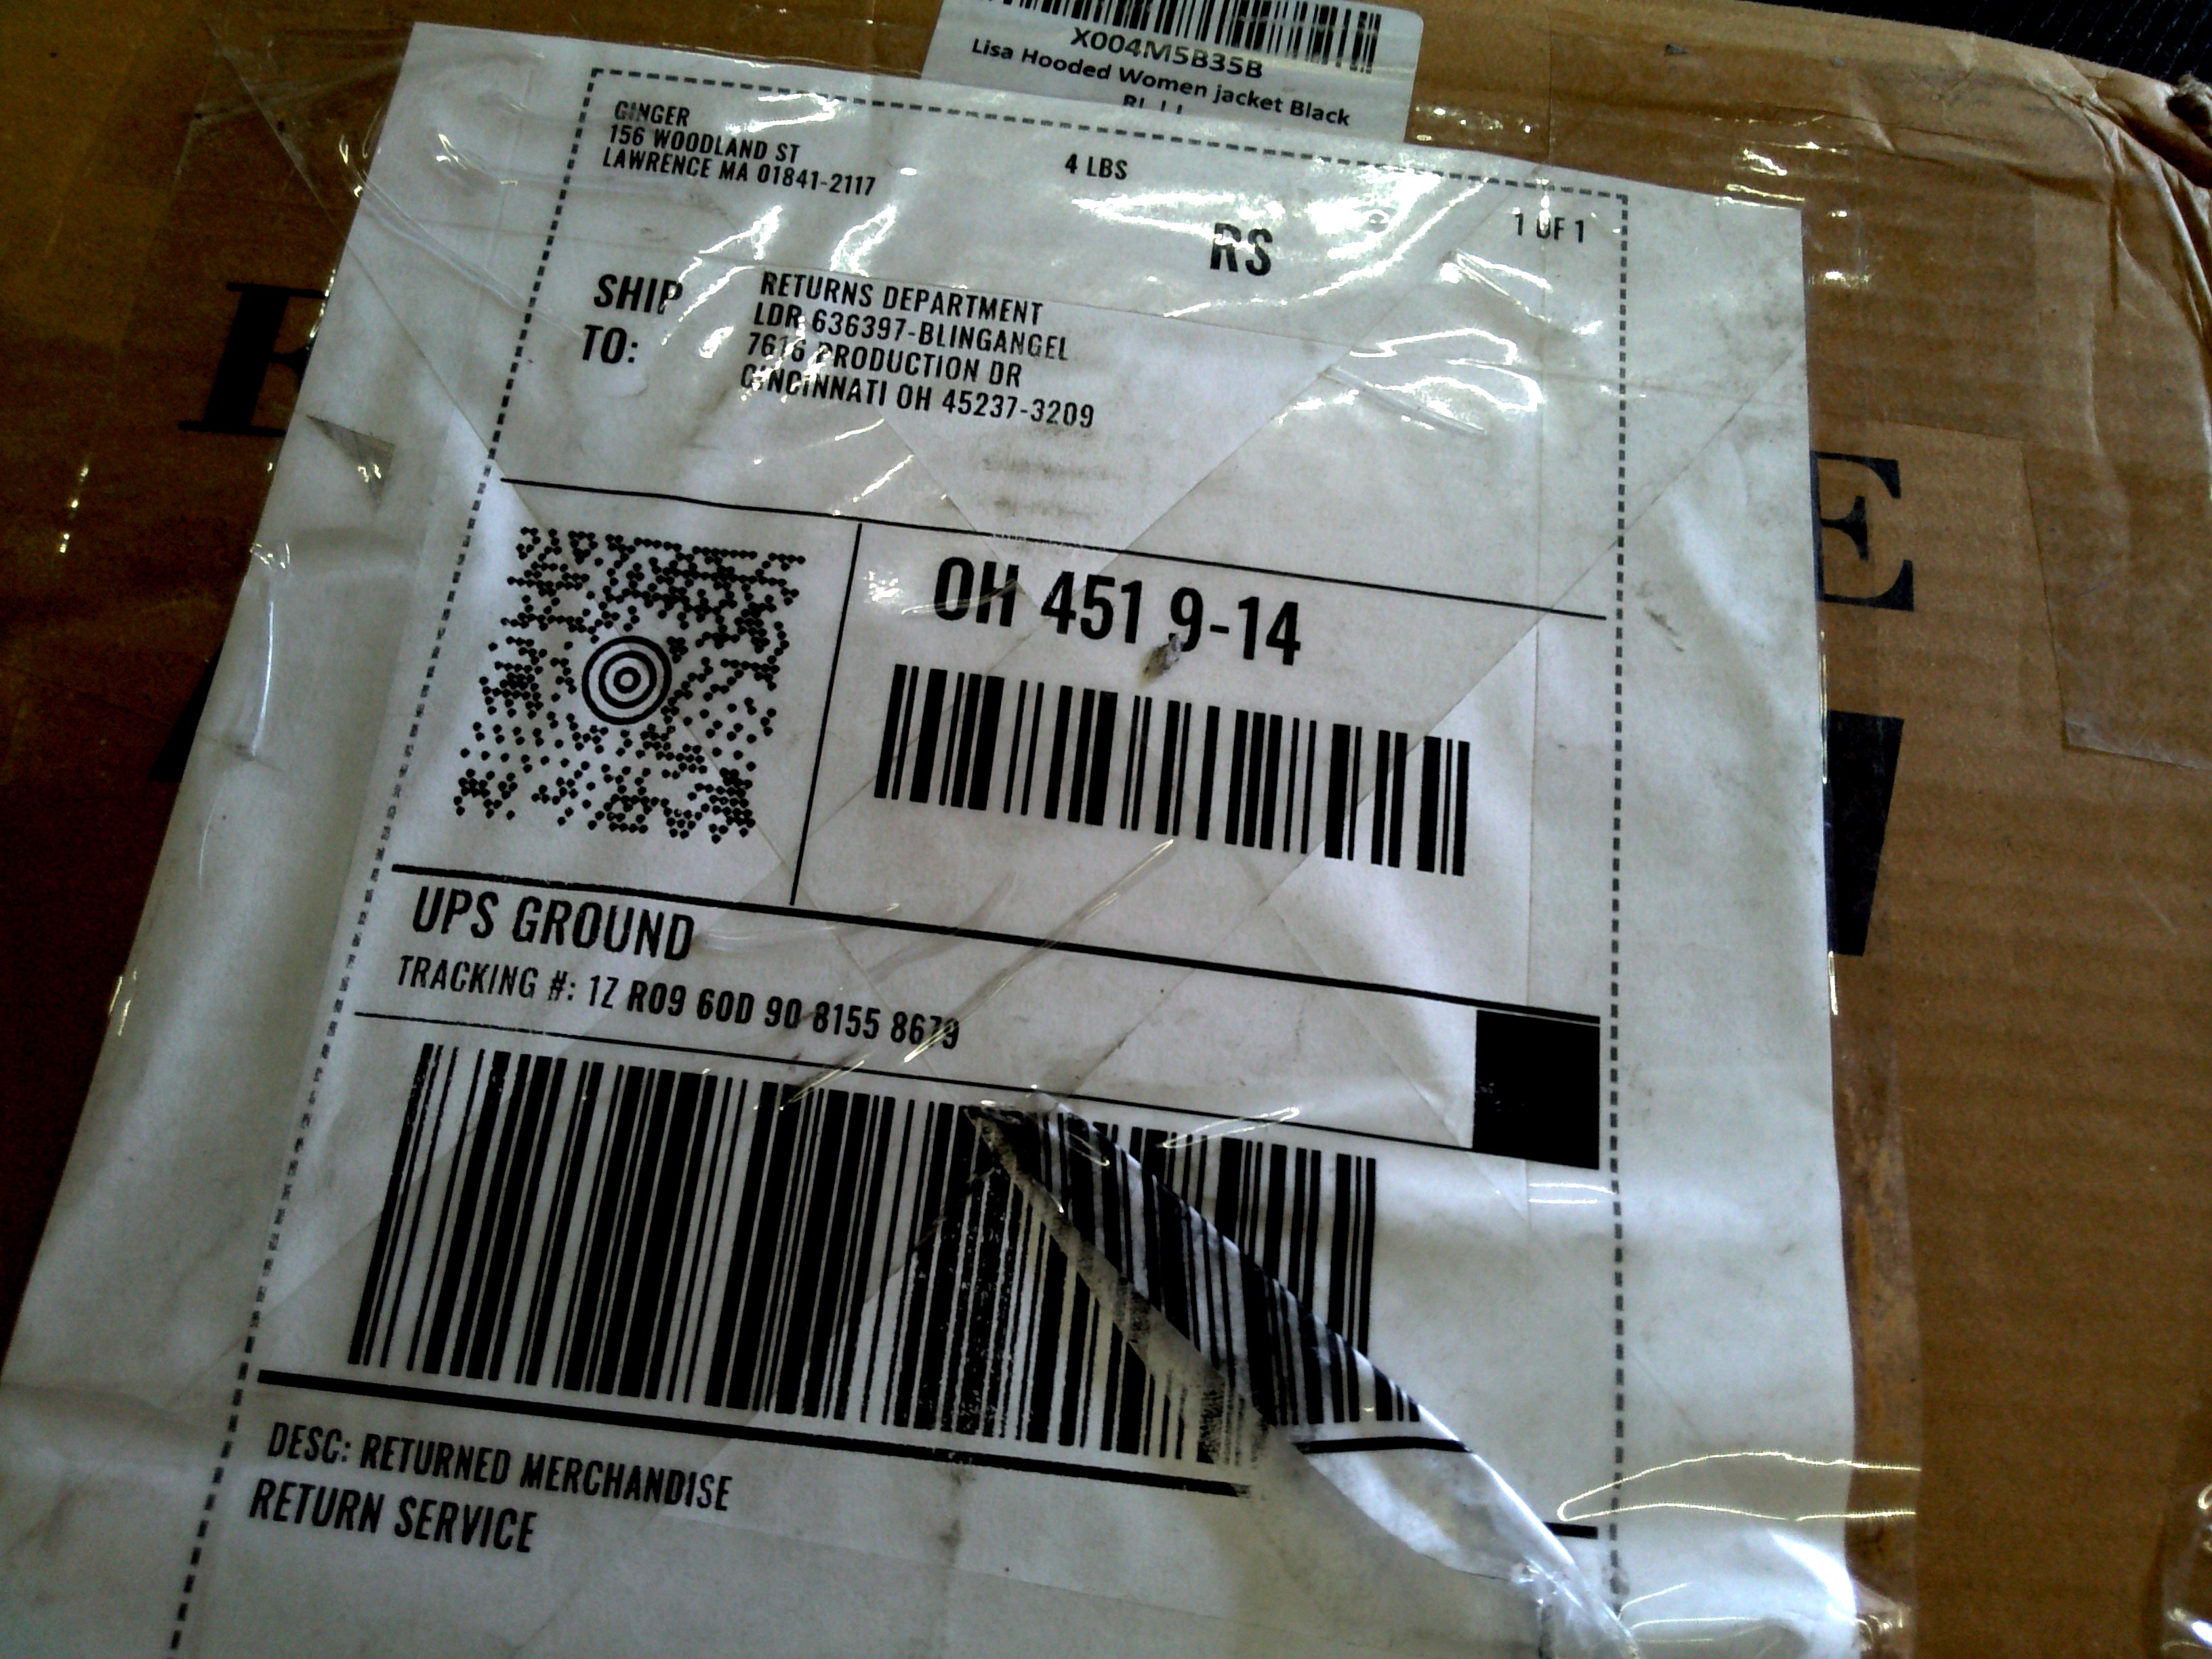 X004M5B35B
Lisa Hooded Women jacket Black
GINGER
156 WOODLAND ST
LAWRENCE MA 01841-2117
4 LBS
1 OF 1
RS
SHIP
TO:
RETURNS DEPARTMENT
LDR 636397-BLINGANGEL
7616 PRODUCTION DR
CINCINNATI OH 45237-3209
OH 451 9-14
UPS GROUND
TRACKING #: 1Z R09 60D 90 8155 8679
DESC: RETURNED MERCHANDISE
RETURN SERVICE
E